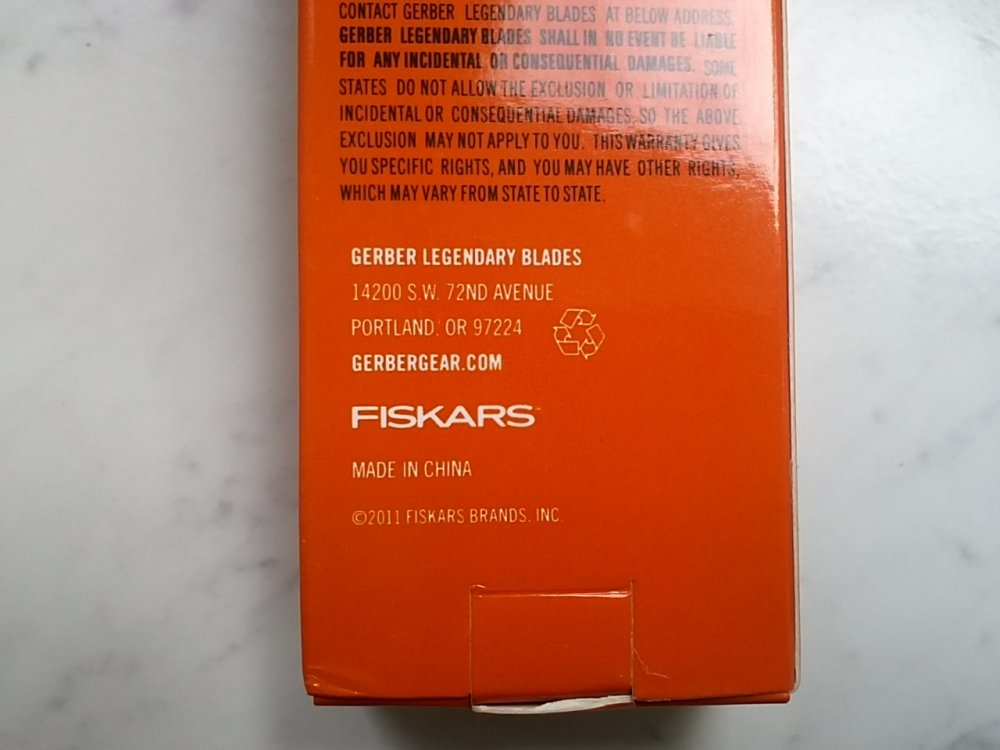 CONTACT GERBER LEGENDARY BLADES AT BELOW ADDRESS.
GERBER LEGENDARY BLADES SHALL IN NO EVENT BE LIABLE
FOR ANY INCIDENTAL OR CONSEQUENTIAL DAMAGES. SOME
STATES DO NOT ALLOW THE EXCLUSION OR LIMITATION OF
INCIDENTAL OR CONSEQUENTIAL DAMAGES, SO THE ABOVE
EXCLUSION MAY NOT APPLY TO YOU. THIS WARRANTY GIVES
YOU SPECIFIC RIGHTS, AND YOU MAY HAVE OTHER RIGHTS,
WHICH MAY VARY FROM STATE TO STATE.
GERBER LEGENDARY BLADES
14200 S.W. 72ND AVENUE
PORTLAND, OR 97224
GERBERGEAR.COM
FISKARS
MADE IN CHINA
©2011 FISKARS BRANDS, INC.